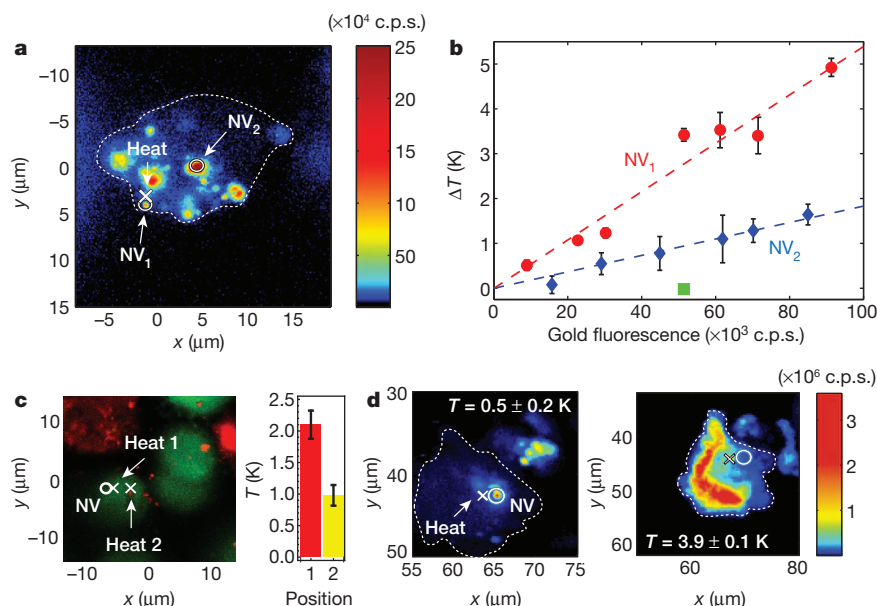 a
(×10⁴ c.p.s.)
−10
−5
0
5
10
15
y (μm)
−5
0
5
10
15
x (μm)
Heat
NV₁
NV₂
25
20
15
10
5
b
5
4
3
2
1
0
ΔT (K)
NV₁
NV₂
0
20
40
60
80
100
Gold fluorescence (×10³ c.p.s.)
c
10
0
−10
y (μm)
Heat 1
NV
Heat 2
−10
0
10
x (μm)
2.5
2.0
1.5
1.0
0.5
0.0
T (K)
1
2
Position
d
30
40
50
y (μm)
T = 0.5 ± 0.2 K
Heat
NV
55
60
65
70
75
x (μm)
40
50
60
y (μm)
T = 3.9 ± 0.1 K
60
80
x (μm)
(×10⁶ c.p.s.)
3
2
1